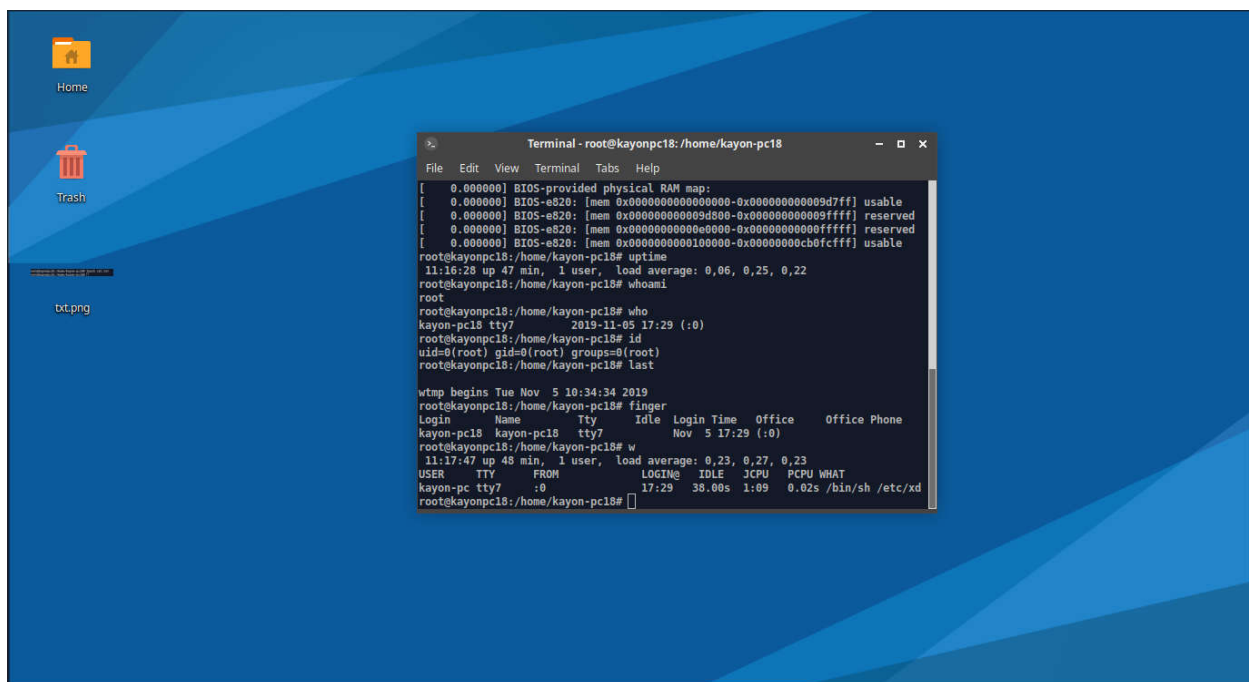 Home
Trash
txt.png
Terminal - root@kayonpc18: /home/kayon-pc18
File Edit View Terminal Tabs Help
[    0.000000] BIOS-provided physical RAM map:
[    0.000000] BIOS-e820: [mem 0x0000000000000000-0x000000000009d7ff] usable
[    0.000000] BIOS-e820: [mem 0x000000000009d800-0x000000000009ffff] reserved
[    0.000000] BIOS-e820: [mem 0x00000000000e0000-0x00000000000fffff] reserved
[    0.000000] BIOS-e820: [mem 0x0000000000100000-0x00000000cb0fcfff] usable
root@kayonpc18:/home/kayon-pc18# uptime
 11:16:28 up 47 min,  1 user,  load average: 0,06, 0,25, 0,22
root@kayonpc18:/home/kayon-pc18# whoami
root
root@kayonpc18:/home/kayon-pc18# who
kayon-pc18 tty7         2019-11-05 17:29 (:0)
root@kayonpc18:/home/kayon-pc18# id
uid=0(root) gid=0(root) groups=0(root)
root@kayonpc18:/home/kayon-pc18# last
wtmp begins Tue Nov  5 10:34:34 2019
root@kayonpc18:/home/kayon-pc18# finger
Login       Name        Tty      Idle  Login Time   Office     Office Phone
kayon-pc18  kayon-pc18  tty7           Nov  5 17:29 (:0)
root@kayonpc18:/home/kayon-pc18# w
 11:17:47 up 48 min,  1 user,  load average: 0,23, 0,27, 0,23
USER     TTY      FROM             LOGIN@   IDLE   JCPU   PCPU WHAT
kayon-pc tty7     :0               17:29   38.00s  1:09   0.02s /bin/sh /etc/xd
root@kayonpc18:/home/kayon-pc18#